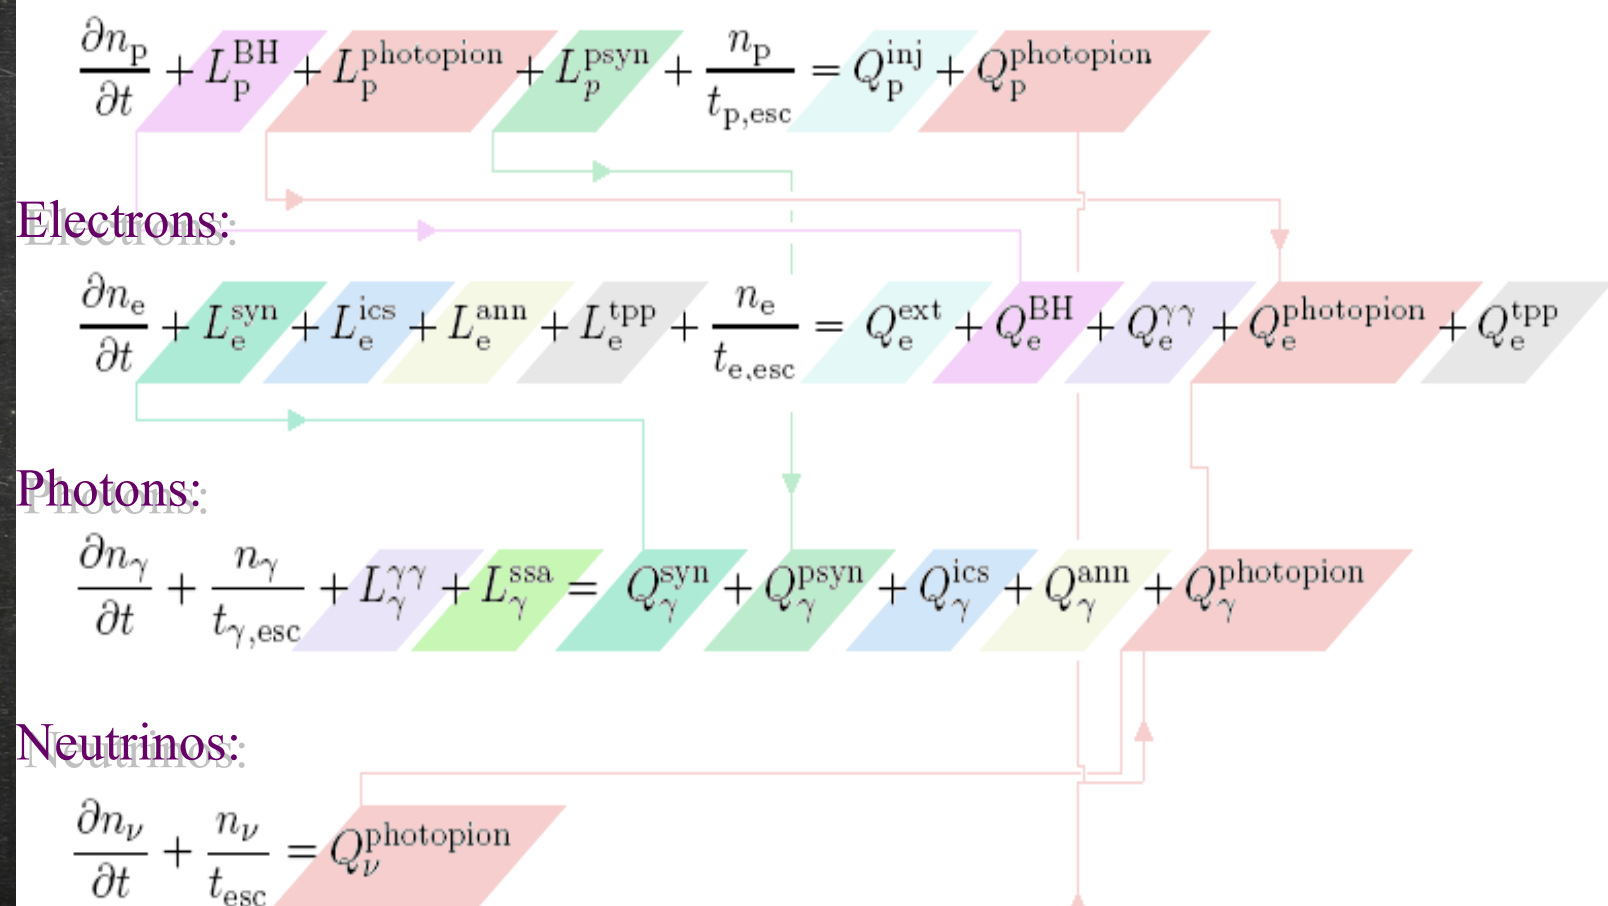 ∂n_p/∂t + L_p^BH + L_p^photopion + L_p^psyn + n_p/t_p,esc = Q_p^inj + Q_p^photopion
Electrons:
∂n_e/∂t + L_e^syn + L_e^ics + L_e^ann + L_e^tpp + n_e/t_e,esc = Q_e^ext + Q_e^BH + Q_e^γγ + Q_e^photopion + Q_e^tpp
Photons:
∂n_γ/∂t + n_γ/t_γ,esc + L_γ^γγ + L_γ^ssa = Q_γ^syn + Q_γ^psyn + Q_γ^ics + Q_γ^ann + Q_γ^photopion
Neutrinos:
∂n_ν/∂t + n_ν/t_esc = Q_ν^photopion